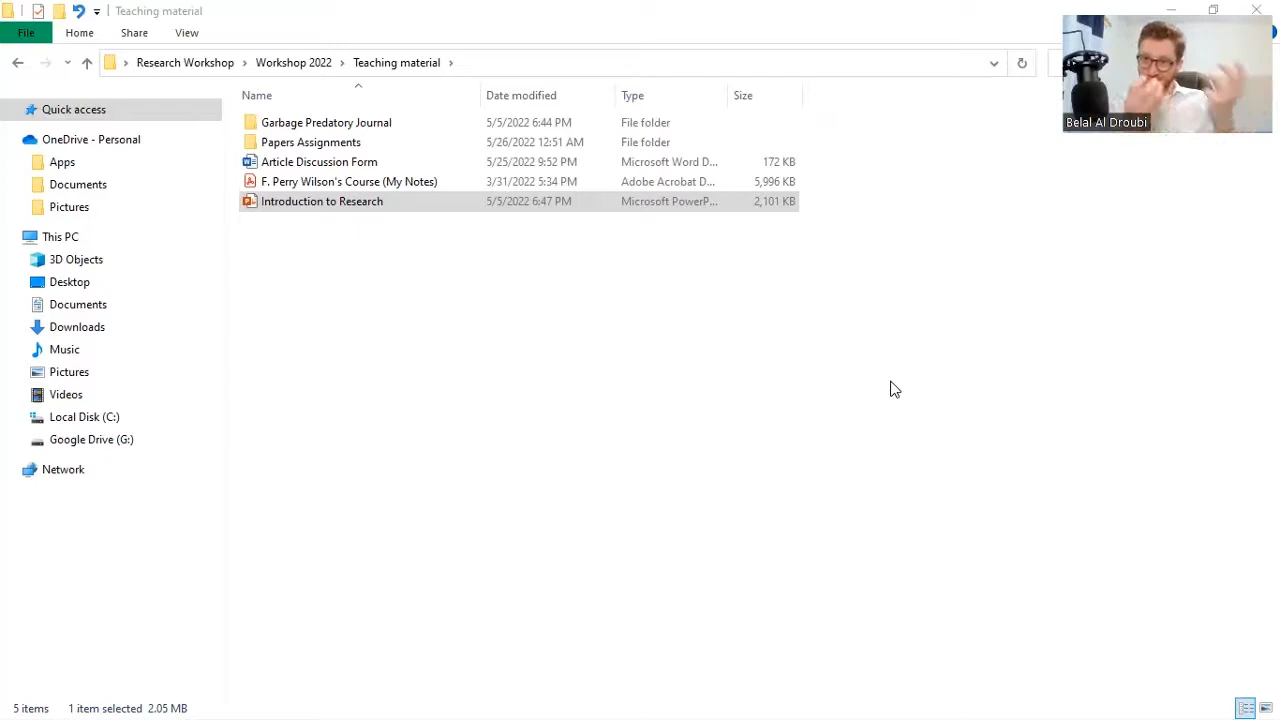 Teaching material
File Home Share View
Research Workshop Workshop 2022 Teaching material
Name Date modified Type Size
Quick access
OneDrive - Personal
Apps
Documents
Pictures
This PC
3D Objects
Desktop
Documents
Downloads
Music
Pictures
Videos
Local Disk (C:)
Google Drive (G:)
Network
Garbage Predatory Journal 5/5/2022 6:44 PM File folder
Papers Assignments 5/26/2022 12:51 AM File folder
Article Discussion Form 5/25/2022 9:52 PM Microsoft Word D... 172 KB
F. Perry Wilson's Course (My Notes) 3/31/2022 5:34 PM Adobe Acrobat D... 5,996 KB
Introduction to Research 5/5/2022 6:47 PM Microsoft PowerP... 2,101 KB
Belal Al Droubi
5 items 1 item selected 2.05 MB